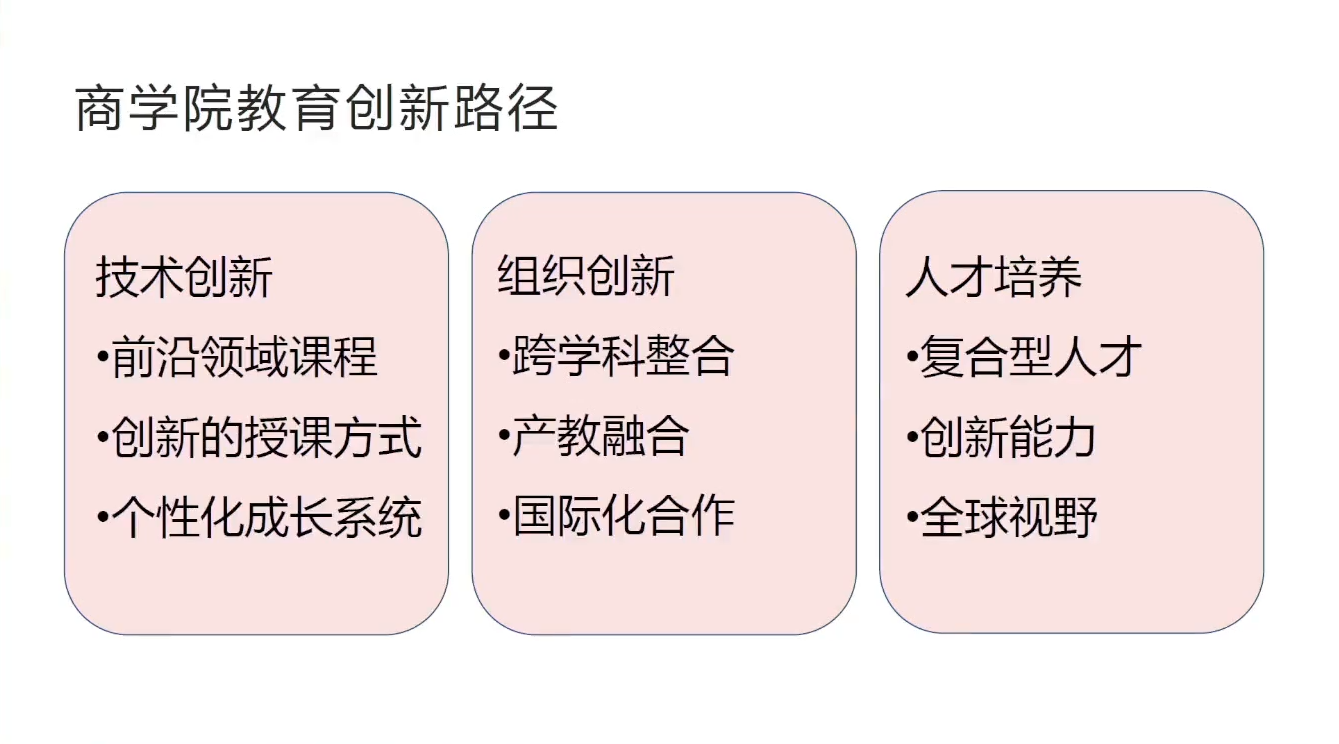 商学院教育创新路径
技术创新
•前沿领域课程
•创新的授课方式
•个性化成长系统
组织创新
•跨学科整合
•产教融合
•国际化合作
人才培养
•复合型人才
•创新能力
•全球视野